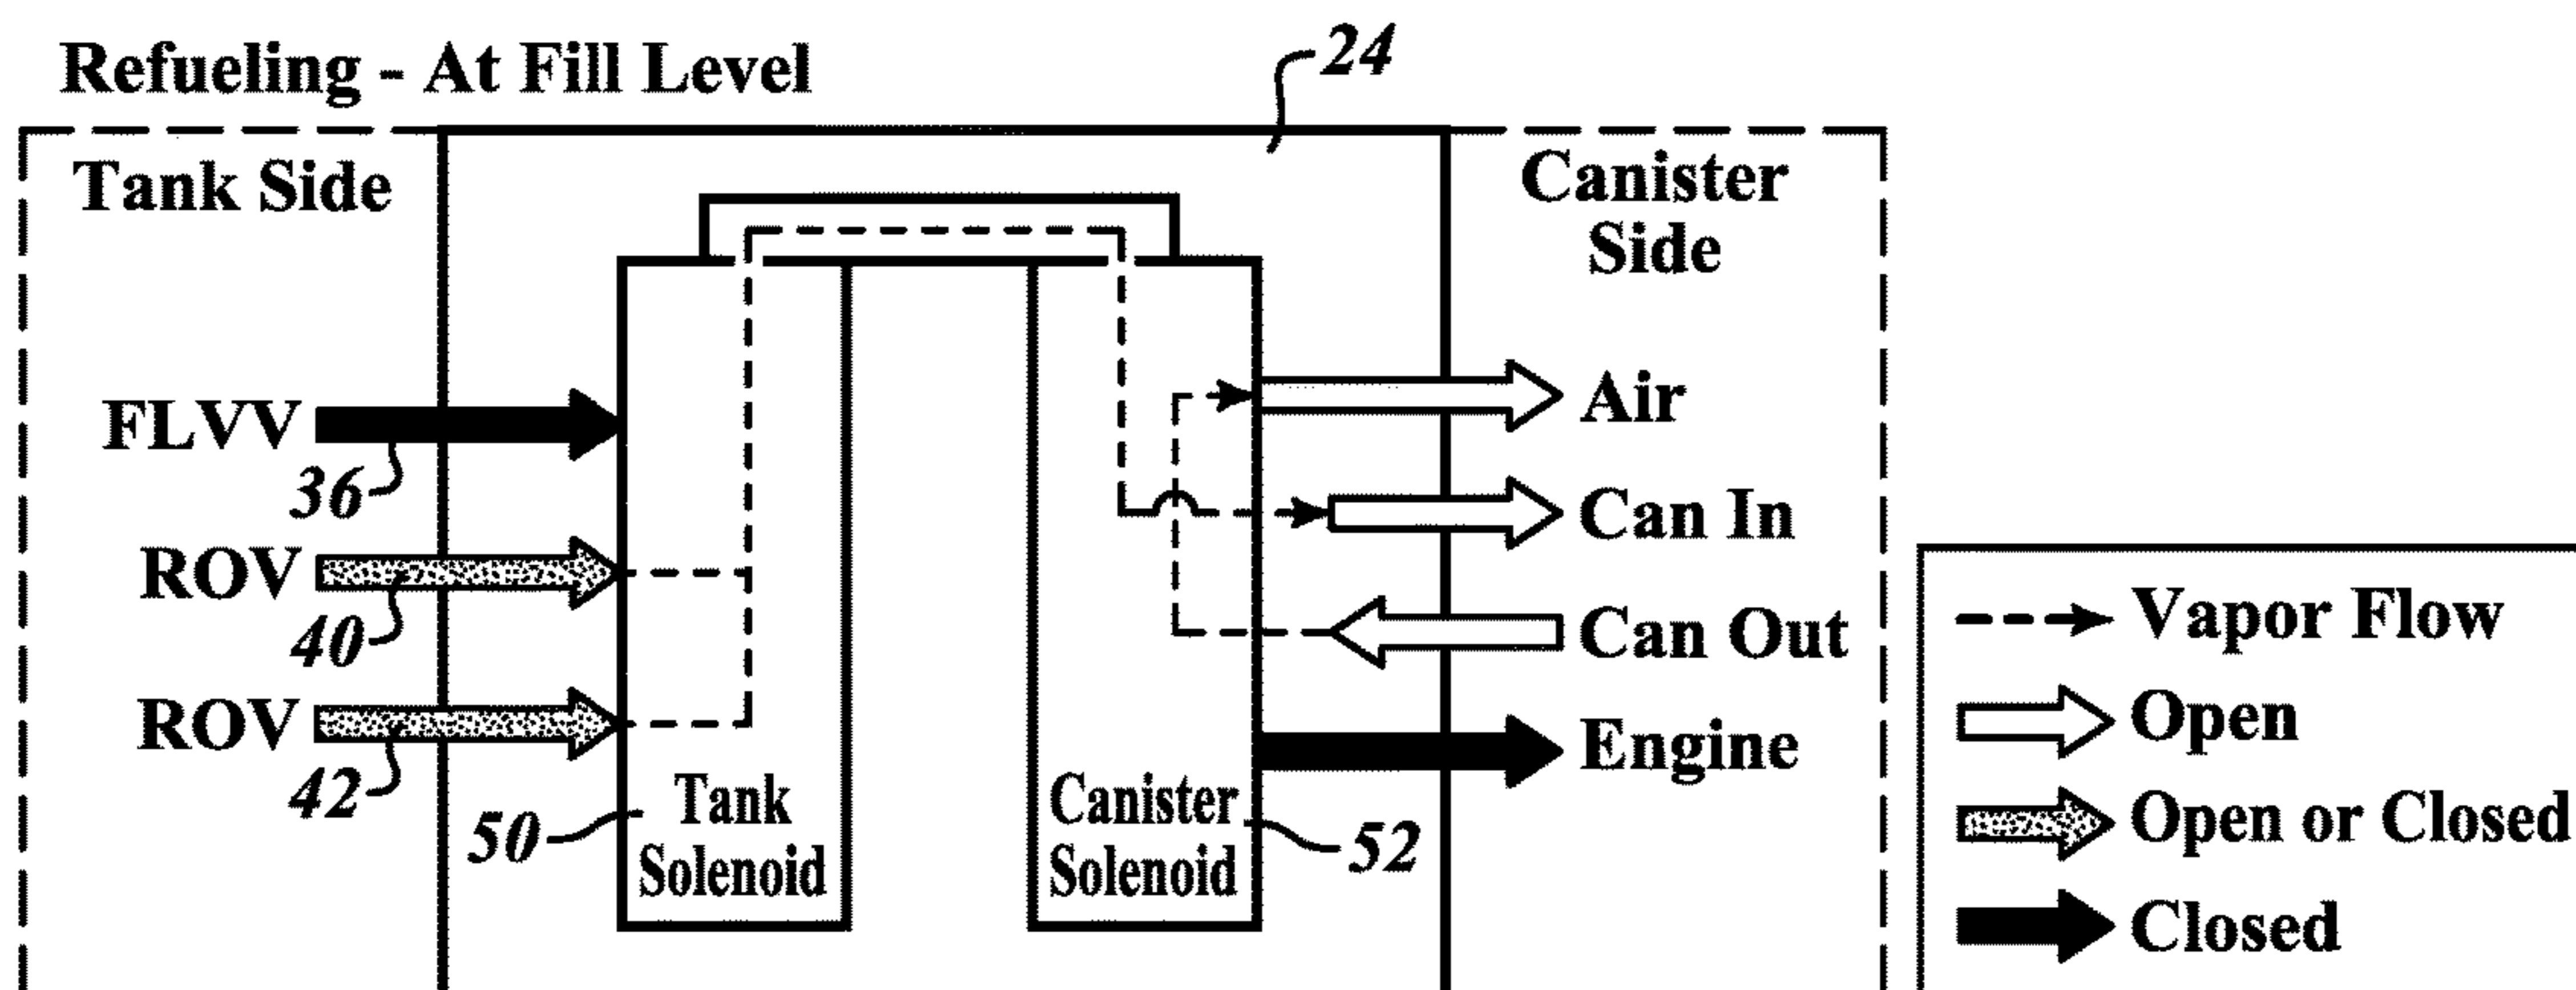 Refueling - At Fill Level
24
Tank Side
Canister
Side
FLVV
36
ROV
40
ROV
42
50
Tank
Solenoid
Canister
Solenoid
52
Air
Can In
Can Out
Engine
Vapor Flow
Open
Open or Closed
Closed